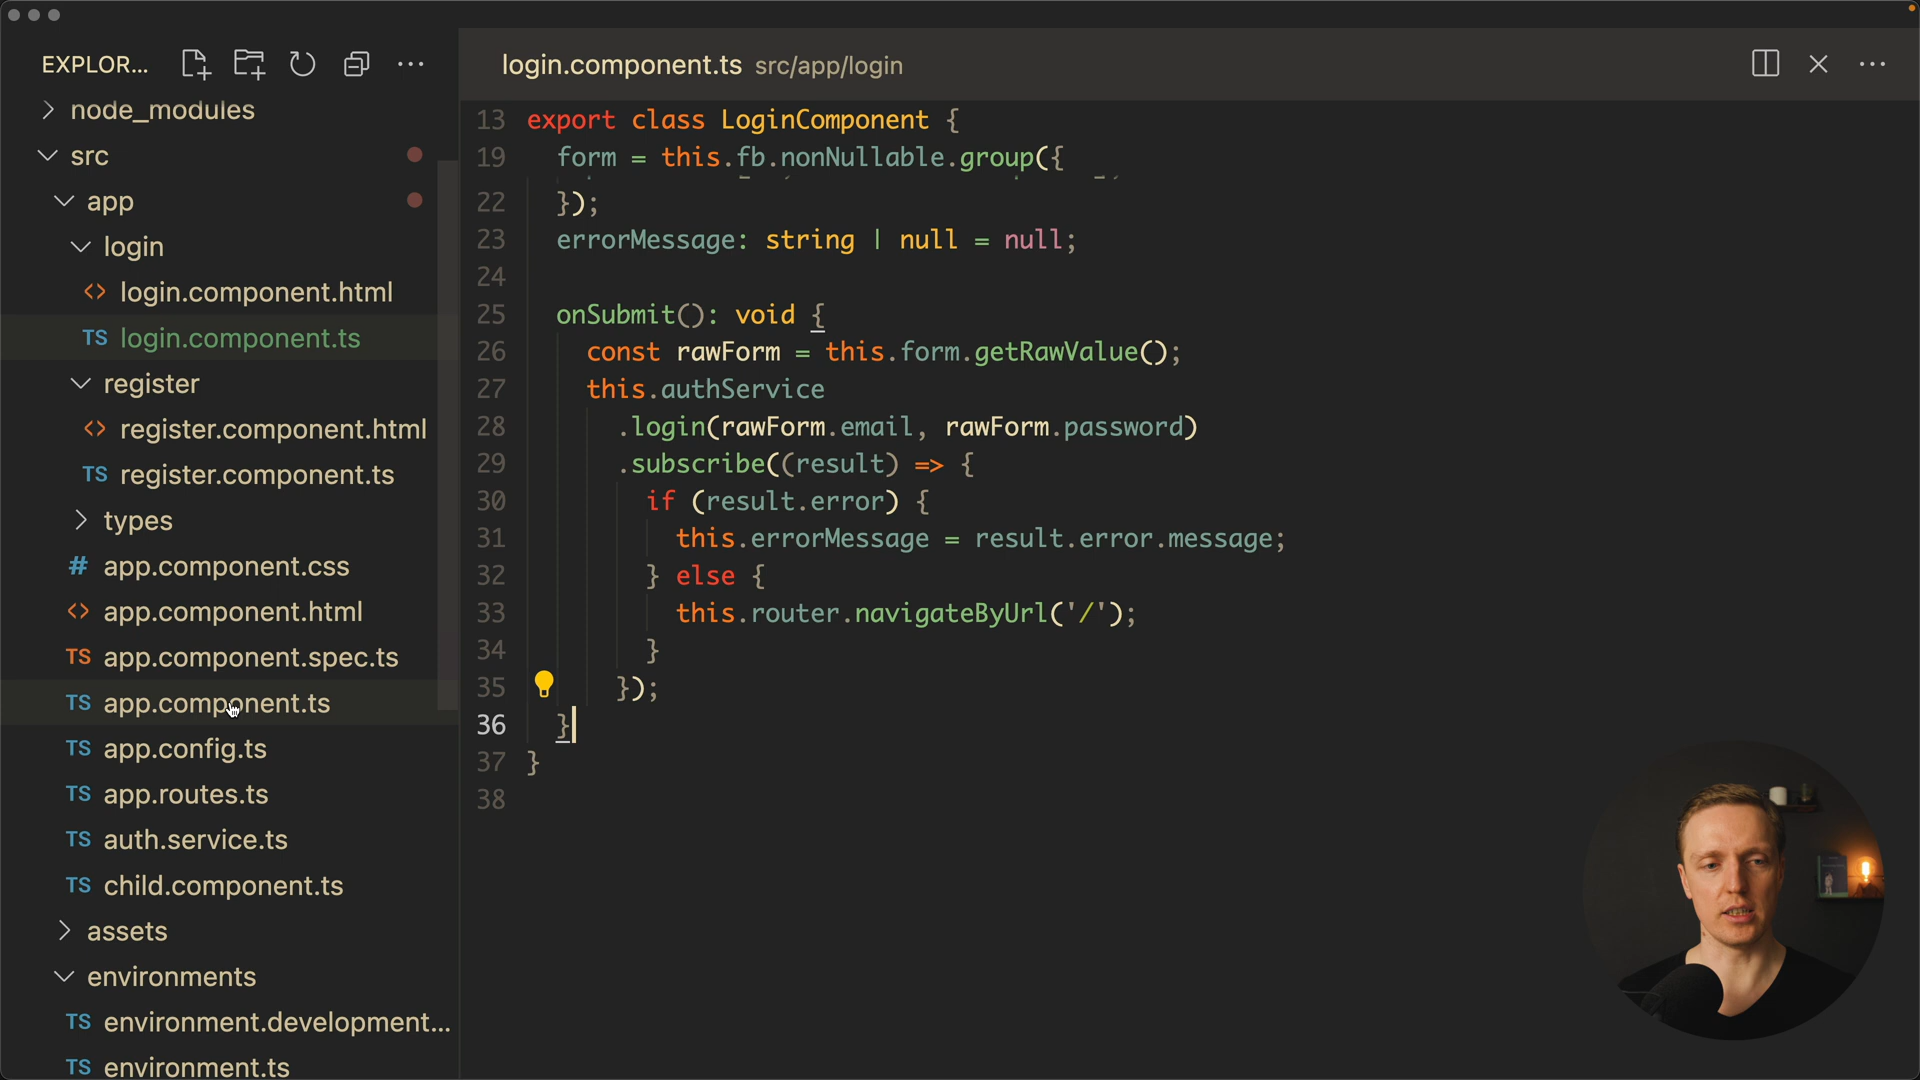 EXPLOR...
node_modules
src
app
login
<> login.component.html
TS login.component.ts
register
<> register.component.html
TS register.component.ts
types
# app.component.css
<> app.component.html
TS app.component.spec.ts
TS app.component.ts
TS app.config.ts
TS app.routes.ts
TS auth.service.ts
TS child.component.ts
assets
environments
TS environment.development...
TS environment.ts
login.component.ts src/app/login
13 export class LoginComponent {
19 form = this.fb.nonNullable.group({
22 });
23 errorMessage: string | null = null;
24
25 onSubmit(): void {
26 const rawForm = this.form.getRawValue();
27 this.authService
28 .login(rawForm.email, rawForm.password)
29 .subscribe((result) => {
30 if (result.error) {
31 this.errorMessage = result.error.message;
32 } else {
33 this.router.navigateByUrl('/');
34 }
35 });
36 }
37 }
38